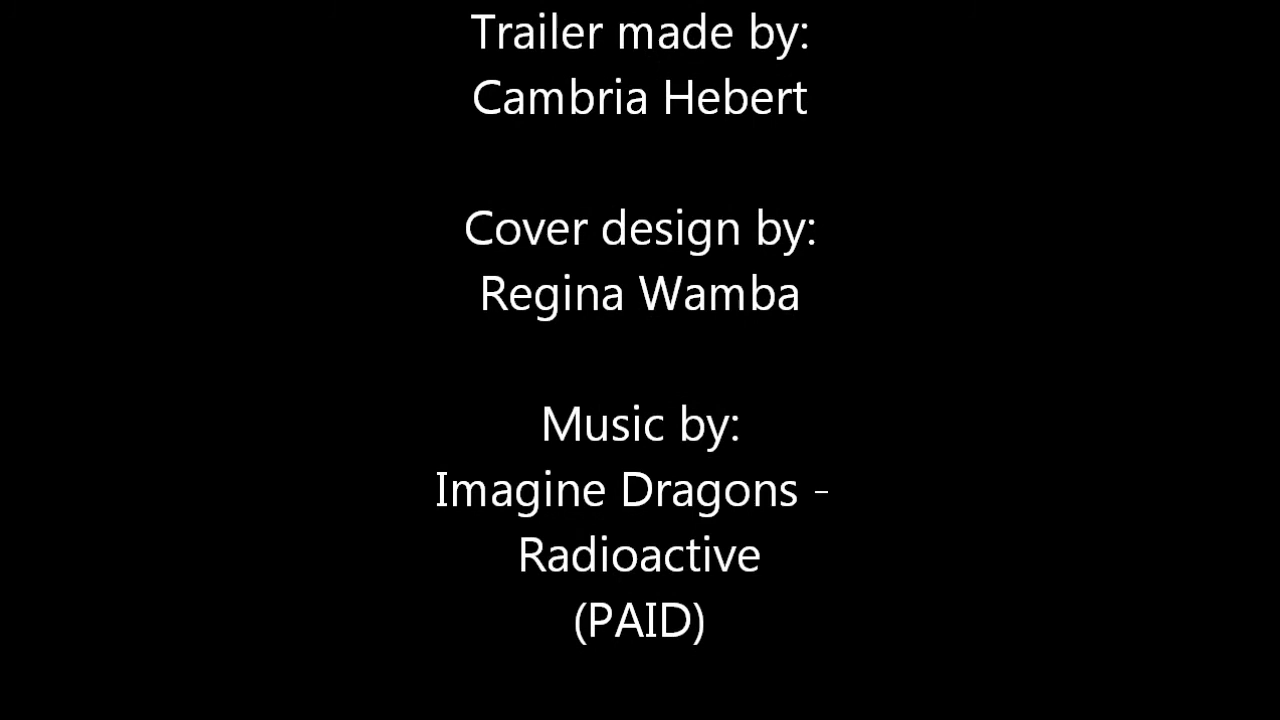 Trailer made by:
Cambria Hebert
Cover design by:
Regina Wamba
Music by:
Imagine Dragons -
Radioactive
(PAID)